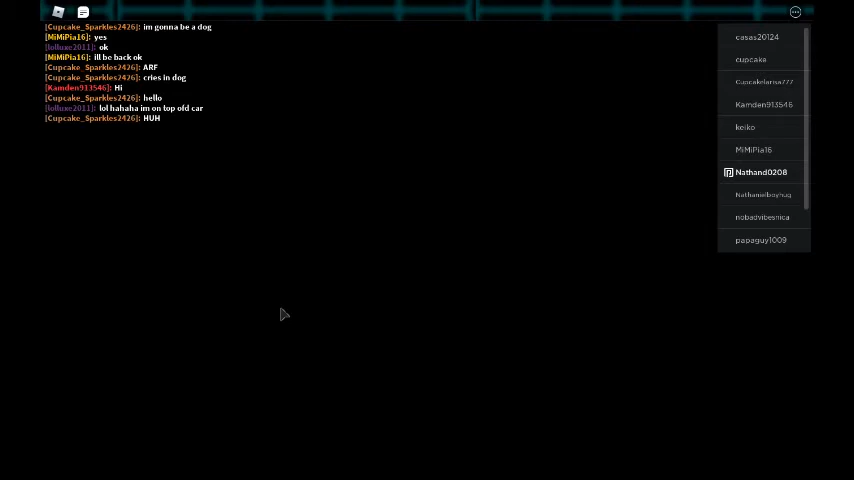 [Cupcake_Sparkles2426]: im gonna be a dog
[MiMiPia16]: yes
[lolluxe2011]: ok
[MiMiPia16]: ill be back ok
[Cupcake_Sparkles2426]: ARF
[Cupcake_Sparkles2426]: cries in dog
[Kamden913546]: Hi
[Cupcake_Sparkles2426]: hello
[lolluxe2011]: lol hahaha im on top ofd car
[Cupcake_Sparkles2426]: HUH
casas20124
cupcake
Cupcakelarisa777
Kamden913546
keiko
MiMiPia16
Nathand0208
Nathanielboyhug
nobadvibesnica
papaguy1009